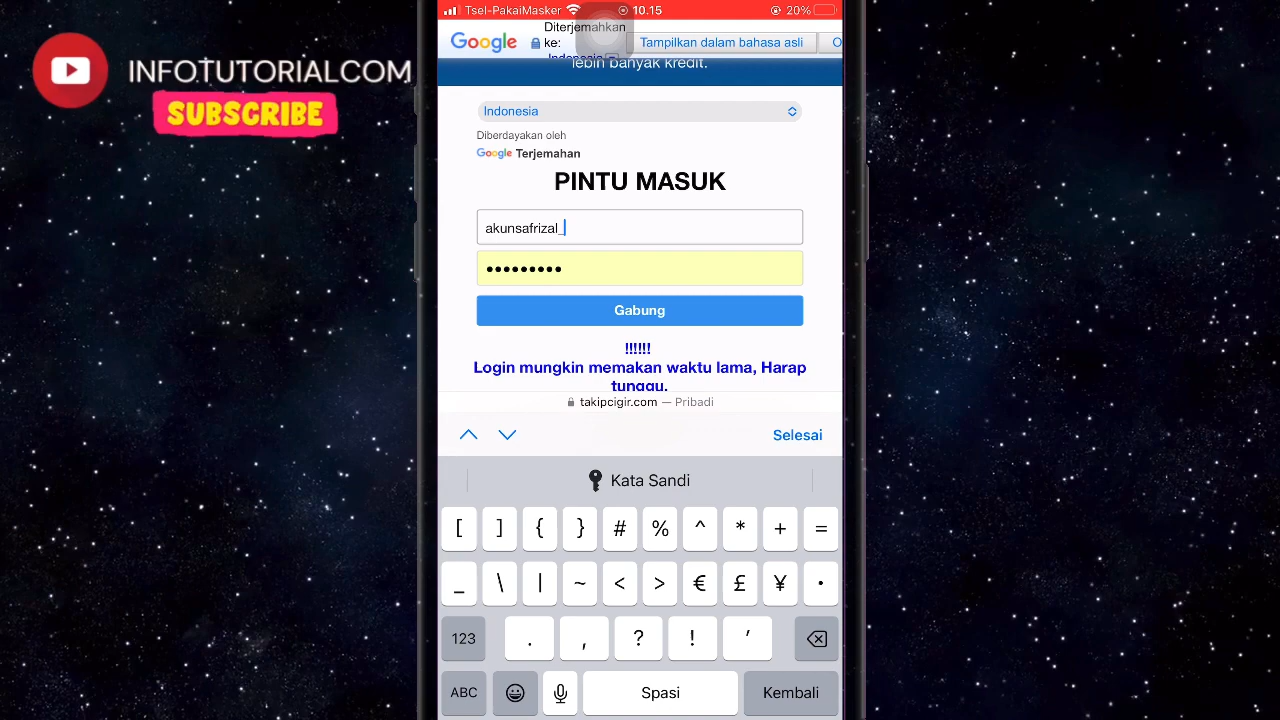 Tsel-PakaiMasker 10.15 20%
INFOTUTORIALCOM
SUBSCRIBE
Google
Diterjemahkan
ke:
Tampilkan dalam bahasa asli
lebih banyak kredit.
Indonesia
Diberdayakan oleh
Google Terjemahan
PINTU MASUK
akunsafrizal_
•••••••••
Gabung
!!!!!!
Login mungkin memakan waktu lama, Harap
tunggu.
takipcigir.com — Pribadi
Selesai
Kata Sandi
[ ] { } # % ^ * + =
_ \ | ~ < > € £ ¥ •
123 . , ? ! ’
ABC Spasi Kembali